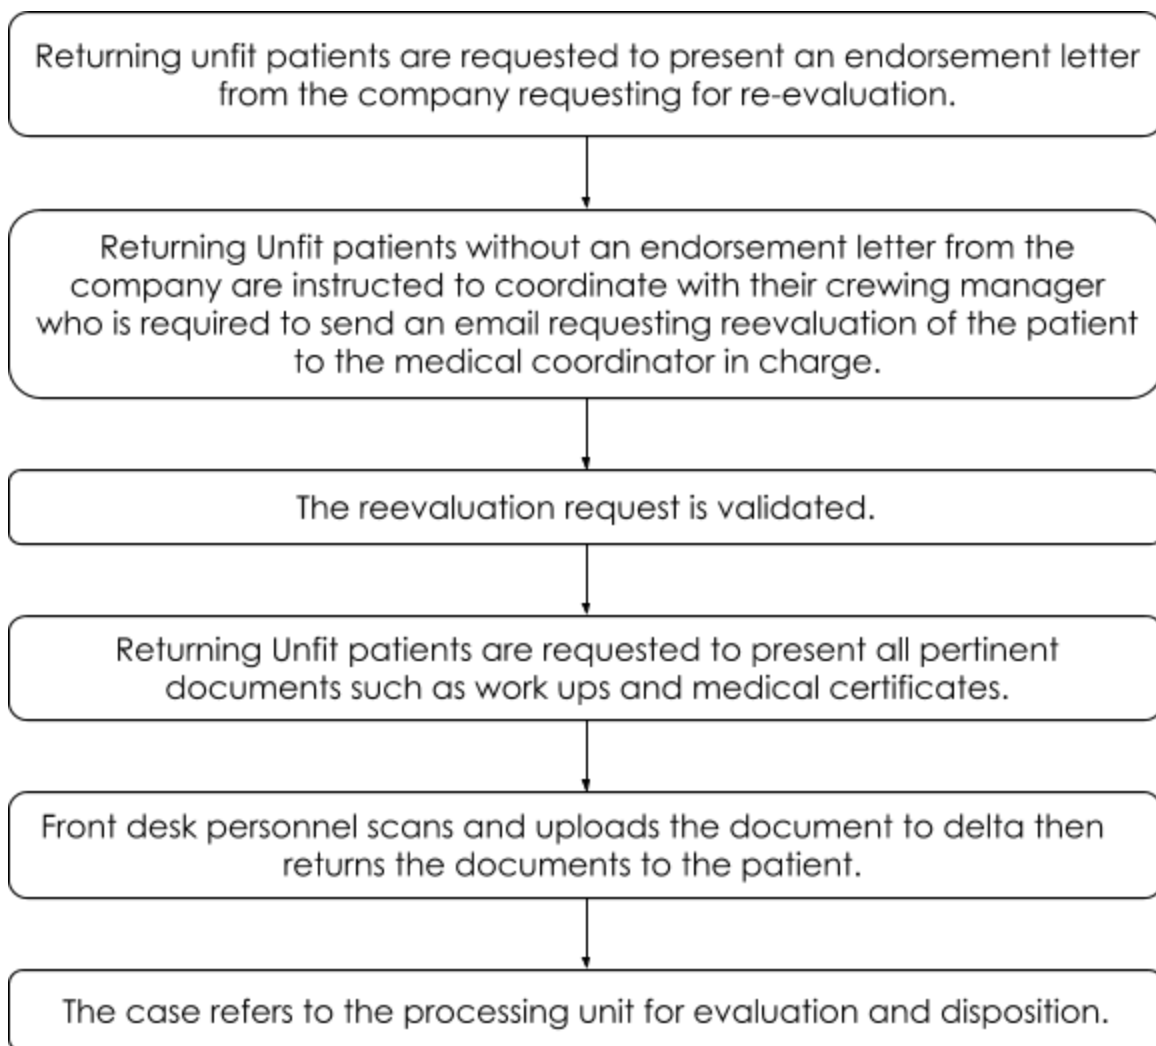 Returning unfit patients are requested to present an endorsement letter
from the company requesting for re-evaluation.
Returning Unfit patients without an endorsement letter from the
company are instructed to coordinate with their crewing manager
who is required to send an email requesting reevaluation of the patient
to the medical coordinator in charge.
The reevaluation request is validated.
Returning Unfit patients are requested to present all pertinent
documents such as work ups and medical certificates.
Front desk personnel scans and uploads the document to delta then
returns the documents to the patient.
The case refers to the processing unit for evaluation and disposition.